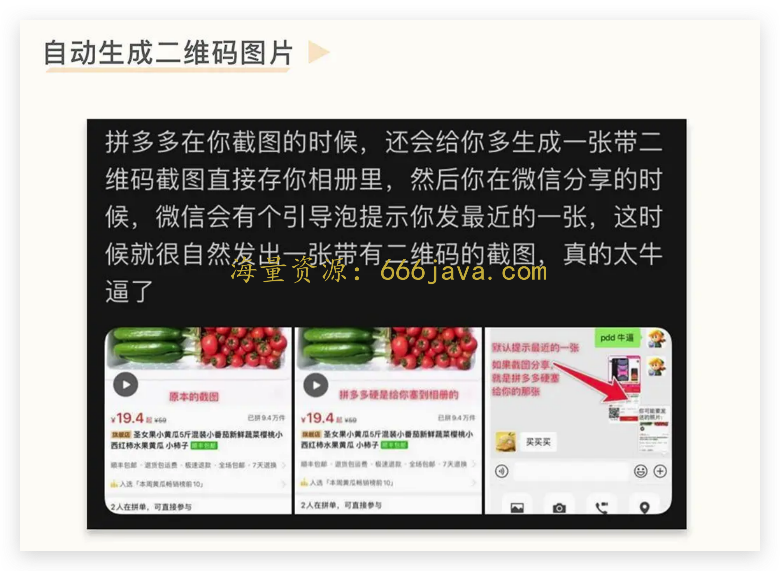 自动生成二维码图片
拼多多在你截图的时候，还会给你多生成一张带二
维码截图直接存你相册里，然后你在微信分享的时
候，微信会有个引导泡提示你发最近的一张，这时
候就很自然发出一张带有二维码的截图，真的太牛
逼了
海量资源：666java.com
原本的截图
¥19.4起 ¥59
已拼9.4万件
旗舰店 圣女果小黄瓜5斤混装小番茄新鲜蔬菜樱桃小
西红柿水果黄瓜 小柿子 顺丰包邮
顺丰包邮·退货包运费·极速退款·全场包邮·7天退换
入选「本周黄瓜畅销榜前10」
2人在拼单，可直接参与
拼多多硬是给你塞到相册的
¥19.4起 ¥59
已拼9.4万件
旗舰店 圣女果小黄瓜5斤混装小番茄新鲜蔬菜樱桃小
西红柿水果黄瓜 小柿子 顺丰包邮
顺丰包邮·退货包运费·极速退款·全场包邮·7天退换
入选「本周黄瓜畅销榜前10」
2人在拼单，可直接参与
pdd 牛逼
默认提示最近的一张
如果截图分享，
就是拼多多硬塞
给你的那张
你可能要发
送的照片:
买买买